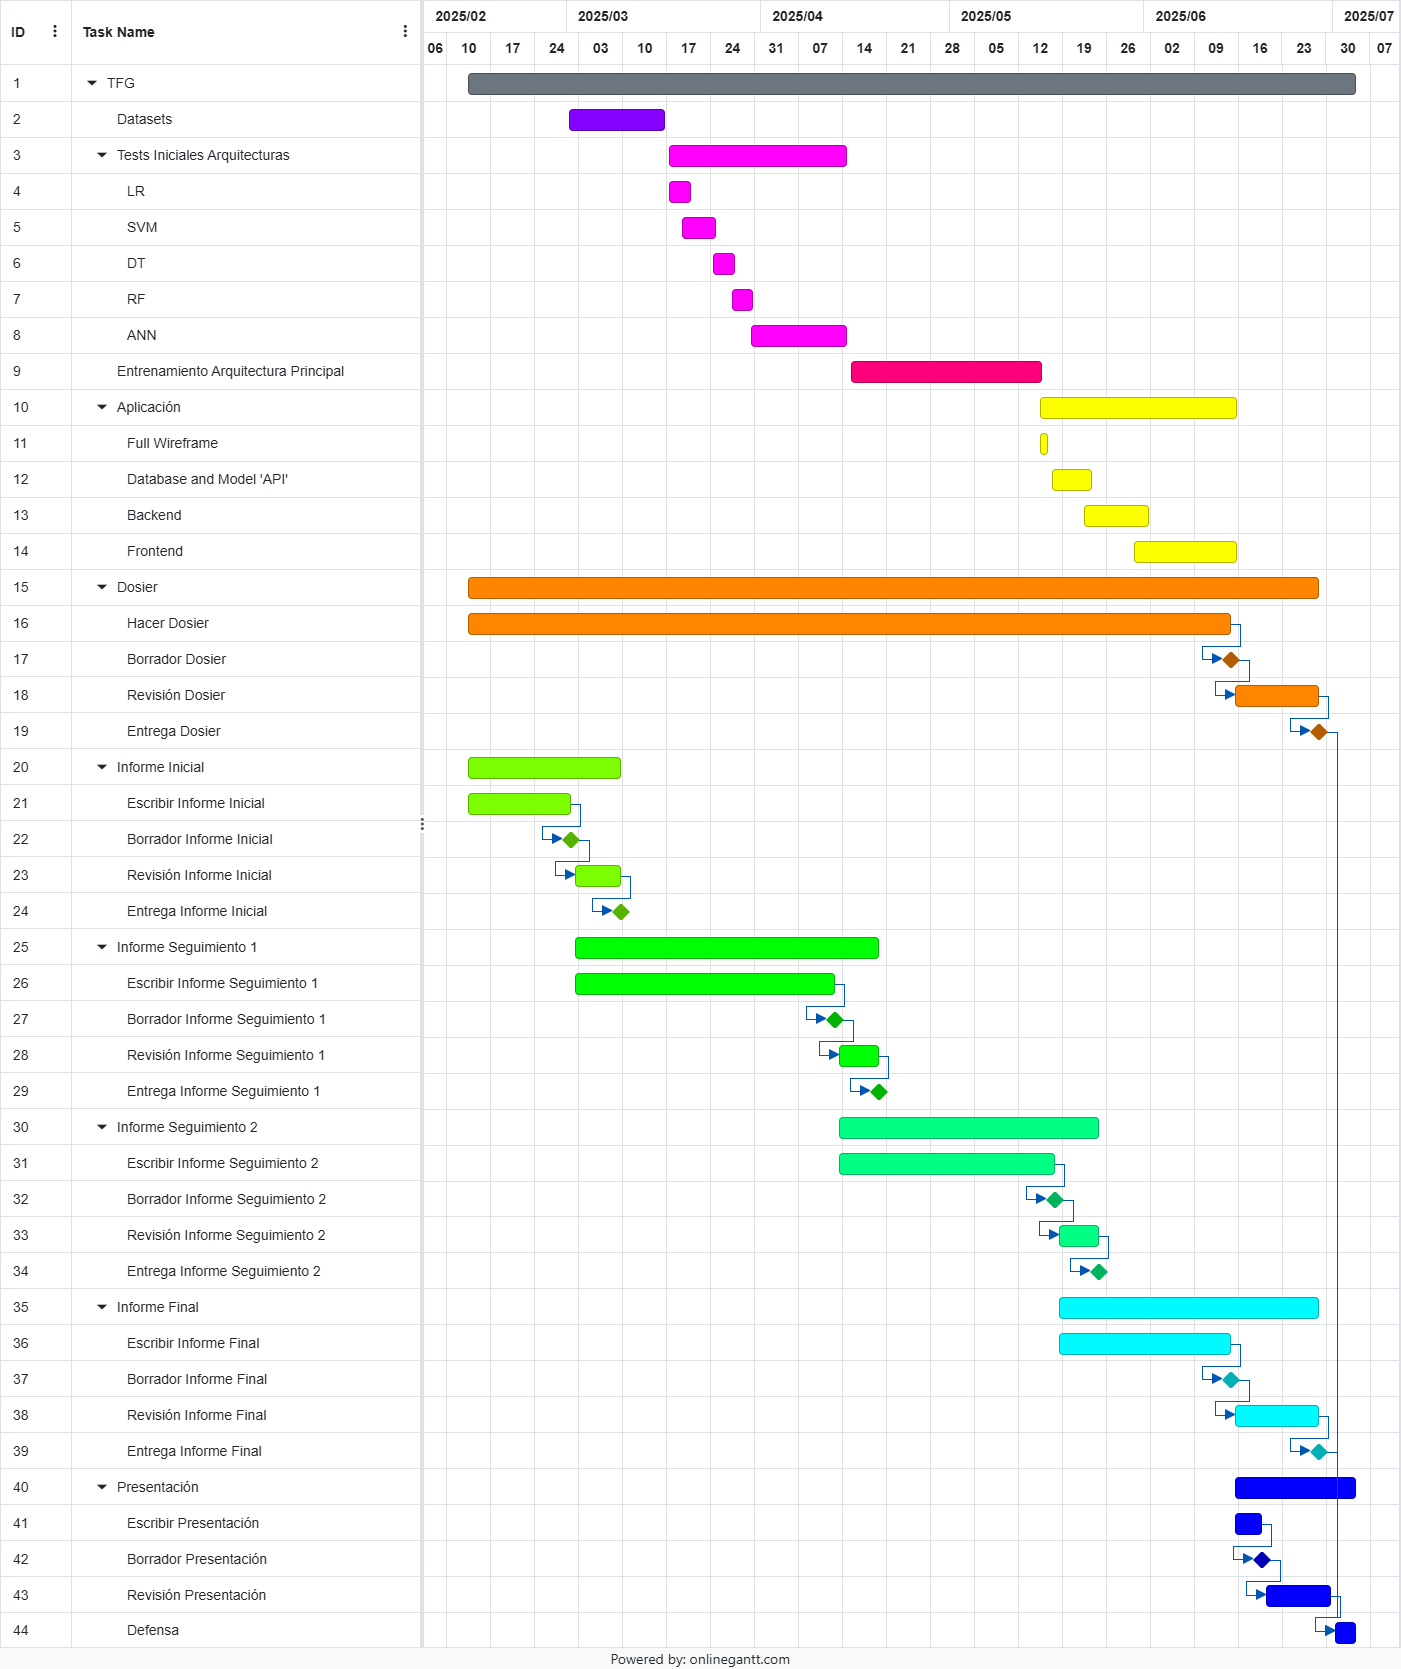 ID Task Name 2025/02 2025/03 2025/04 2025/05 2025/06 2025/07
06 10 17 24 03 10 17 24 31 07 14 21 28 05 12 19 26 02 09 16 23 30 07
1 TFG
2 Datasets
3 Tests Iniciales Arquitecturas
4 LR
5 SVM
6 DT
7 RF
8 ANN
9 Entrenamiento Arquitectura Principal
10 Aplicación
11 Full Wireframe
12 Database and Model 'API'
13 Backend
14 Frontend
15 Dosier
16 Hacer Dosier
17 Borrador Dosier
18 Revisión Dosier
19 Entrega Dosier
20 Informe Inicial
21 Escribir Informe Inicial
22 Borrador Informe Inicial
23 Revisión Informe Inicial
24 Entrega Informe Inicial
25 Informe Seguimiento 1
26 Escribir Informe Seguimiento 1
27 Borrador Informe Seguimiento 1
28 Revisión Informe Seguimiento 1
29 Entrega Informe Seguimiento 1
30 Informe Seguimiento 2
31 Escribir Informe Seguimiento 2
32 Borrador Informe Seguimiento 2
33 Revisión Informe Seguimiento 2
34 Entrega Informe Seguimiento 2
35 Informe Final
36 Escribir Informe Final
37 Borrador Informe Final
38 Revisión Informe Final
39 Entrega Informe Final
40 Presentación
41 Escribir Presentación
42 Borrador Presentación
43 Revisión Presentación
44 Defensa
Powered by: onlinegantt.com